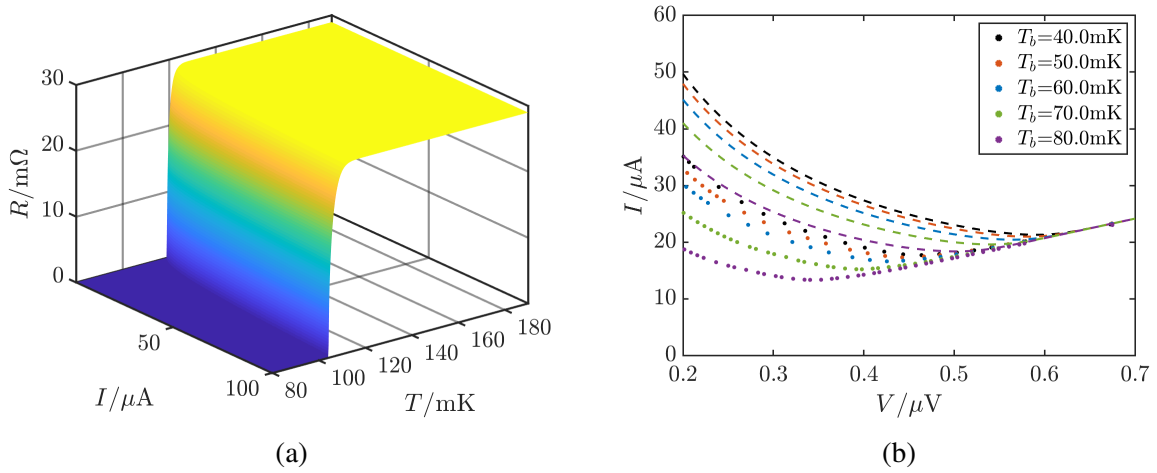 30
20
10
0
R/mΩ
50
100
I/μA
80
100
120
140
160
180
T/mK
(a)
60
50
40
30
20
10
0
I/μA
0.2 0.3 0.4 0.5 0.6 0.7
V/μV
T_b=40.0mK
T_b=50.0mK
T_b=60.0mK
T_b=70.0mK
T_b=80.0mK
(b)